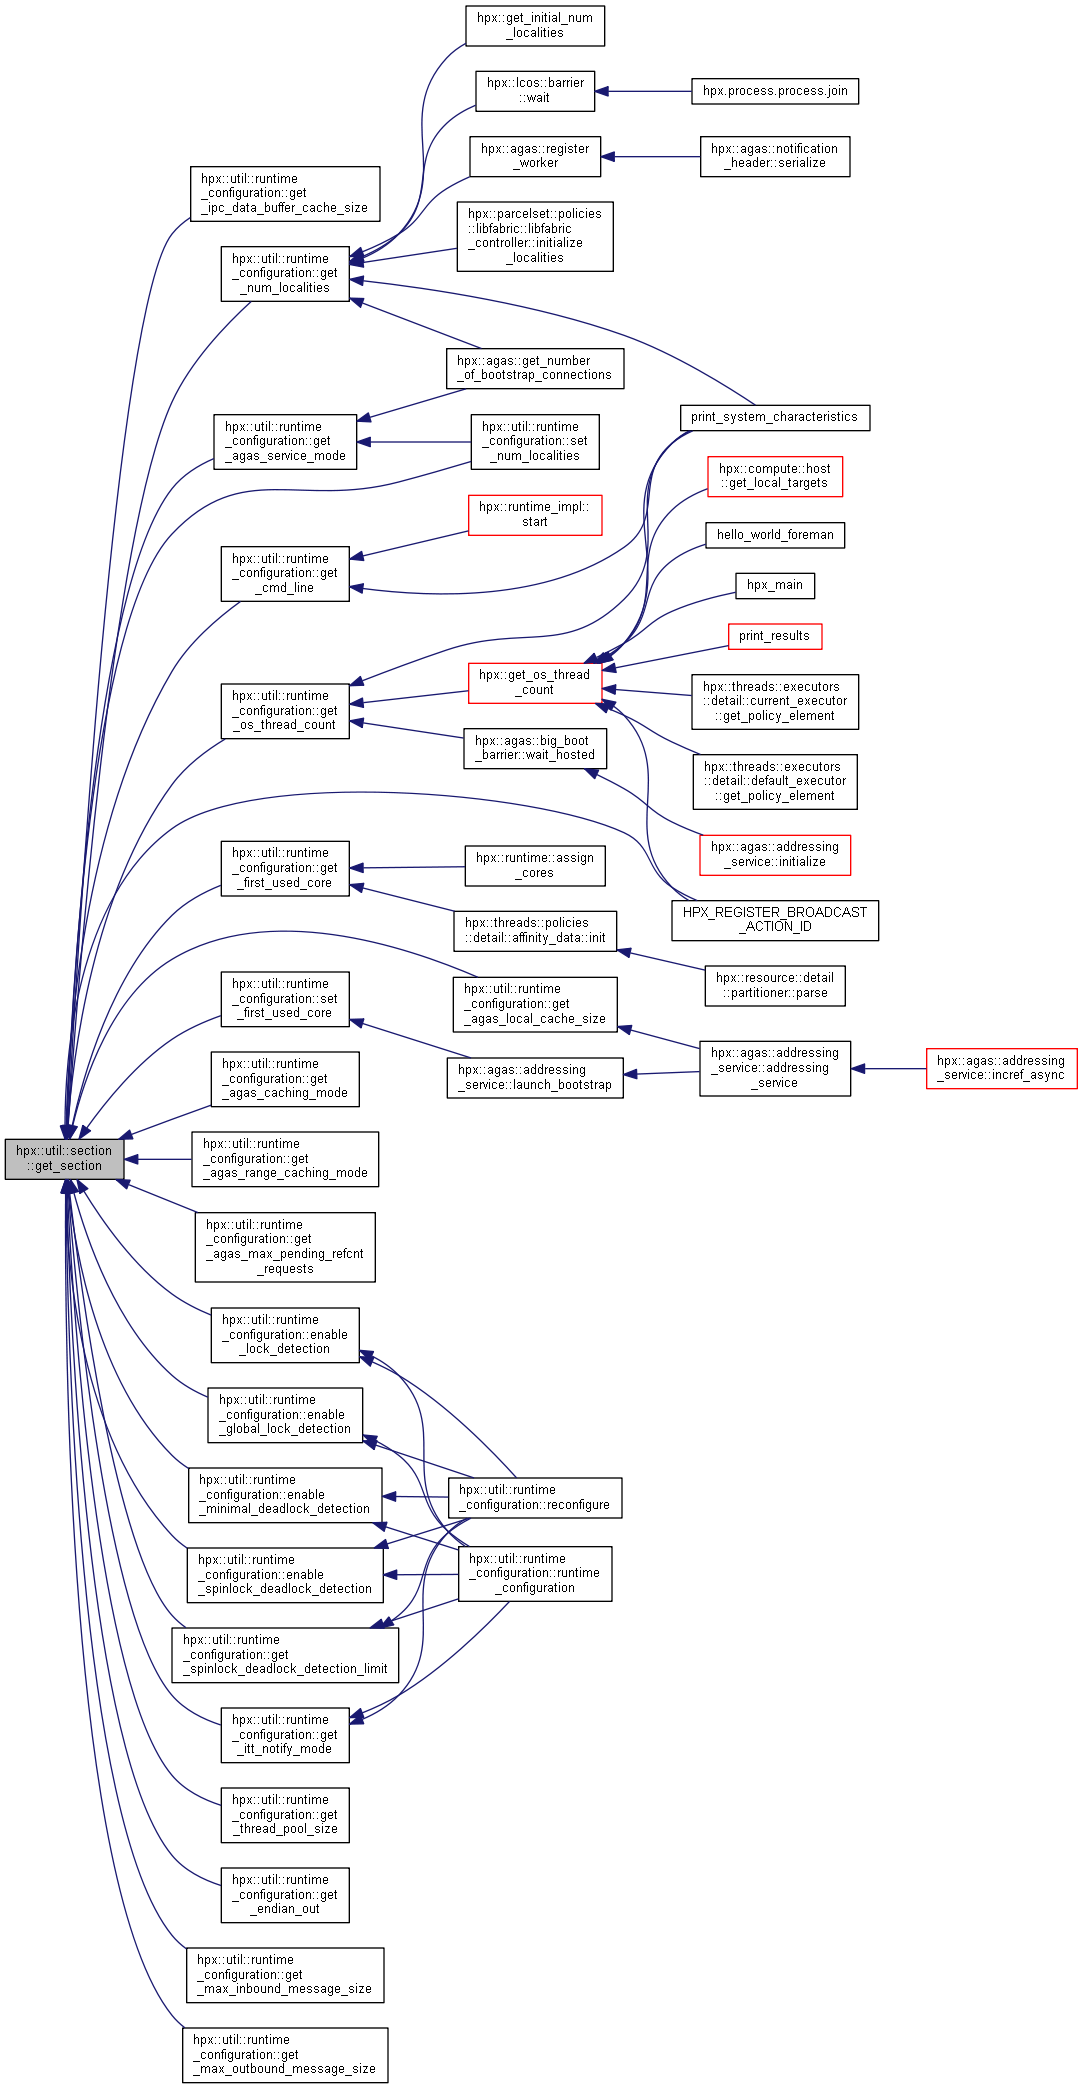 hpx::get_initial_num
_localities
hpx::lcos::barrier
::wait
hpx.process.process.join
hpx::agas::register
_worker
hpx::agas::notification
_header::serialize
hpx::util::runtime
_configuration::get
_ipc_data_buffer_cache_size
hpx::parcelset::policies
::libfabric::libfabric
_controller::initialize
_localities
hpx::util::runtime
_configuration::get
_num_localities
hpx::agas::get_number
_of_bootstrap_connections
print_system_characteristics
hpx::util::runtime
_configuration::get
_agas_service_mode
hpx::util::runtime
_configuration::set
_num_localities
hpx::compute::host
::get_local_targets
hpx::runtime_impl::
start
hello_world_foreman
hpx::util::runtime
_configuration::get
_cmd_line
hpx_main
print_results
hpx::get_os_thread
_count
hpx::threads::executors
::detail::current_executor
::get_policy_element
hpx::util::runtime
_configuration::get
_os_thread_count
hpx::agas::big_boot
_barrier::wait_hosted
hpx::threads::executors
::detail::default_executor
::get_policy_element
hpx::agas::addressing
_service::initialize
hpx::util::runtime
_configuration::get
_first_used_core
hpx::runtime::assign
_cores
HPX_REGISTER_BROADCAST
_ACTION_ID
hpx::threads::policies
::detail::affinity_data::init
hpx::resource::detail
::partitioner::parse
hpx::util::runtime
_configuration::set
_first_used_core
hpx::util::runtime
_configuration::get
_agas_local_cache_size
hpx::agas::addressing
_service::addressing
_service
hpx::agas::addressing
_service::incref_async
hpx::agas::addressing
_service::launch_bootstrap
hpx::util::runtime
_configuration::get
_agas_caching_mode
hpx::util::section
::get_section
hpx::util::runtime
_configuration::get
_agas_range_caching_mode
hpx::util::runtime
_configuration::get
_agas_max_pending_refcnt
_requests
hpx::util::runtime
_configuration::enable
_lock_detection
hpx::util::runtime
_configuration::enable
_global_lock_detection
hpx::util::runtime
_configuration::enable
_minimal_deadlock_detection
hpx::util::runtime
_configuration::reconfigure
hpx::util::runtime
_configuration::enable
_spinlock_deadlock_detection
hpx::util::runtime
_configuration::runtime
_configuration
hpx::util::runtime
_configuration::get
_spinlock_deadlock_detection_limit
hpx::util::runtime
_configuration::get
_itt_notify_mode
hpx::util::runtime
_configuration::get
_thread_pool_size
hpx::util::runtime
_configuration::get
_endian_out
hpx::util::runtime
_configuration::get
_max_inbound_message_size
hpx::util::runtime
_configuration::get
_max_outbound_message_size